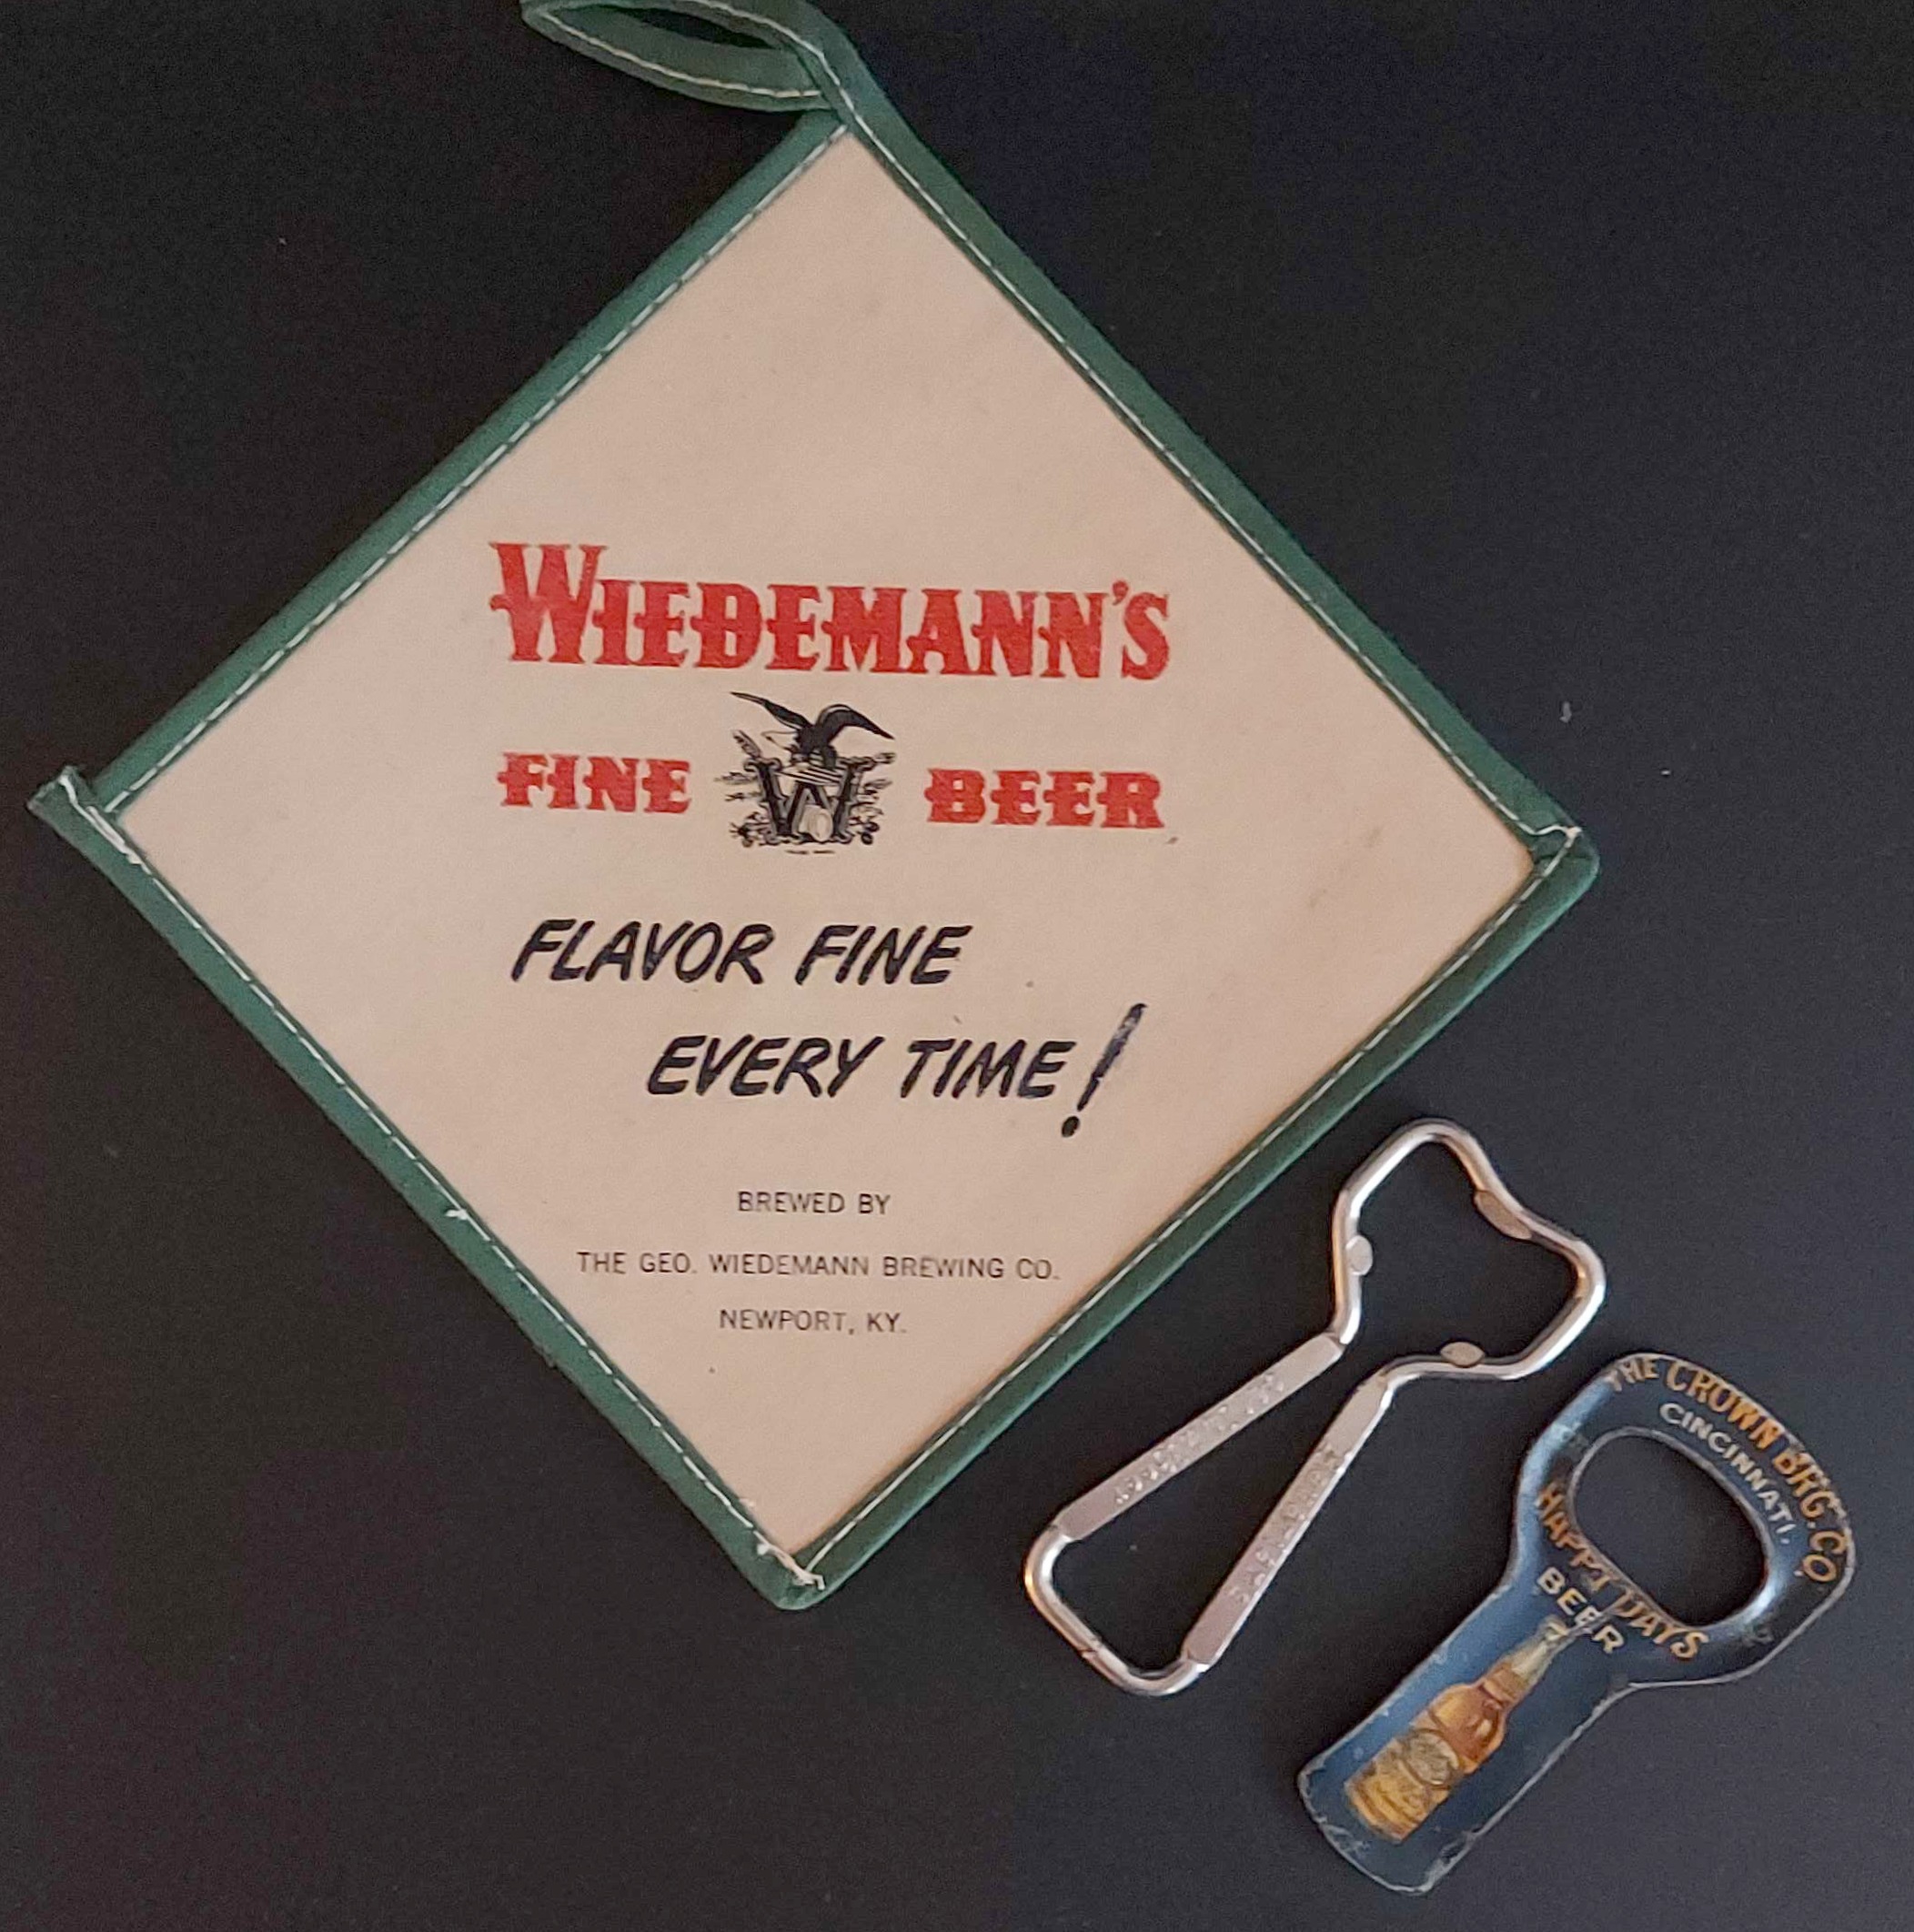 WIEDEMANN'S
FINE W BEER
FLAVOR FINE
EVERY TIME!
BREWED BY
THE GEO. WIEDEMANN BREWING CO.
NEWPORT, KY.
THE CROWN BRG. CO
CINCINNATI.
HAPPY DAYS
BEER